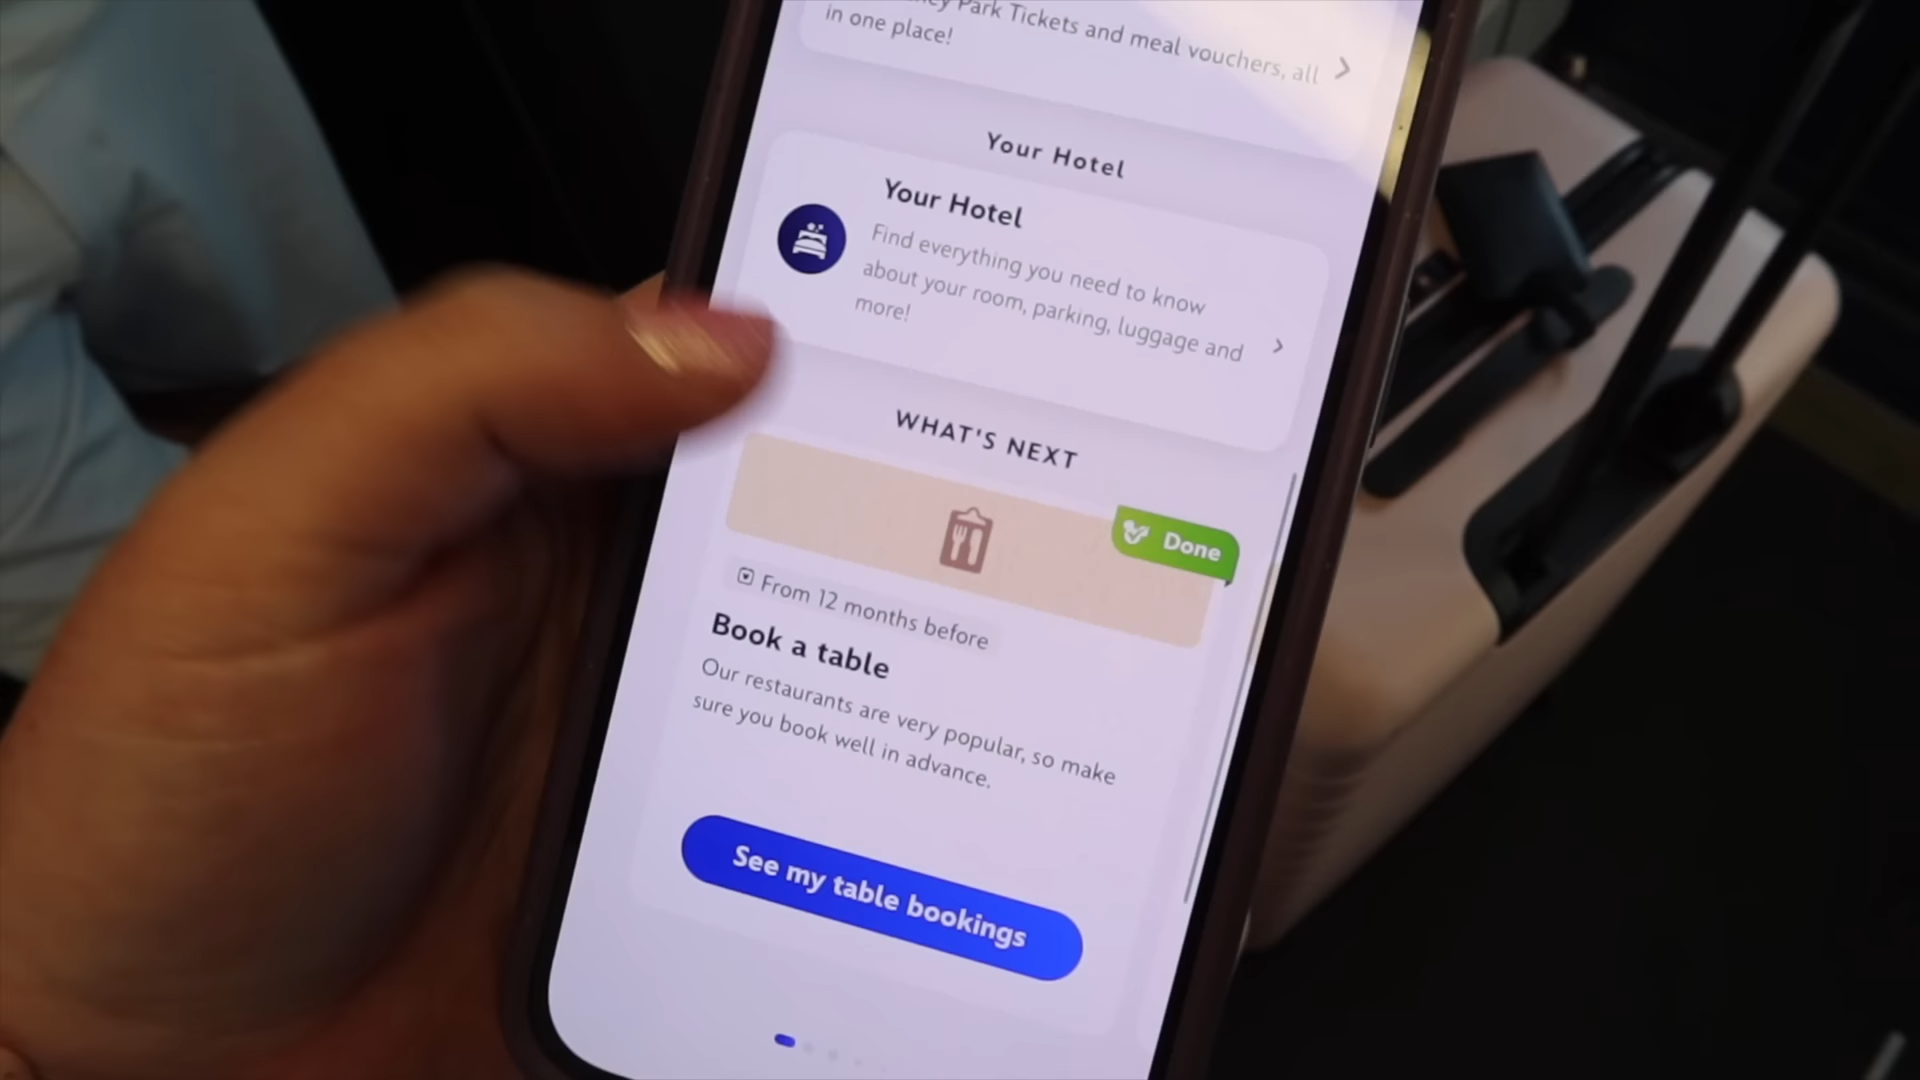 Park Tickets and meal vouchers, all
in one place!
Your Hotel
Your Hotel
Find everything you need to know
about your room, parking, luggage and
more!
WHAT'S NEXT
Done
From 12 months before
Book a table
Our restaurants are very popular, so make
sure you book well in advance.
See my table bookings